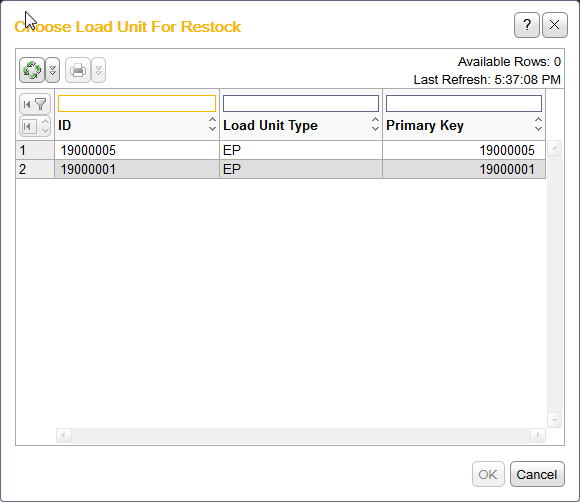 Choose Load Unit For Restock
?
Available Rows: 0
Last Refresh: 5:37:08 PM
ID Load Unit Type Primary Key
1 19000005 EP 19000005
2 19000001 EP 19000001
OK Cancel